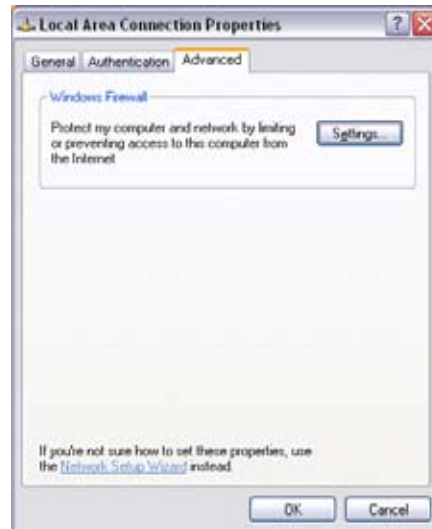 Local Area Connection Properties
General Authentication Advanced
Windows Firewall
Protect my computer and network by limiting
or preventing access to this computer from
the Internet
Settings...
If you're not sure how to set these properties, use
the Network Setup Wizard instead.
OK Cancel